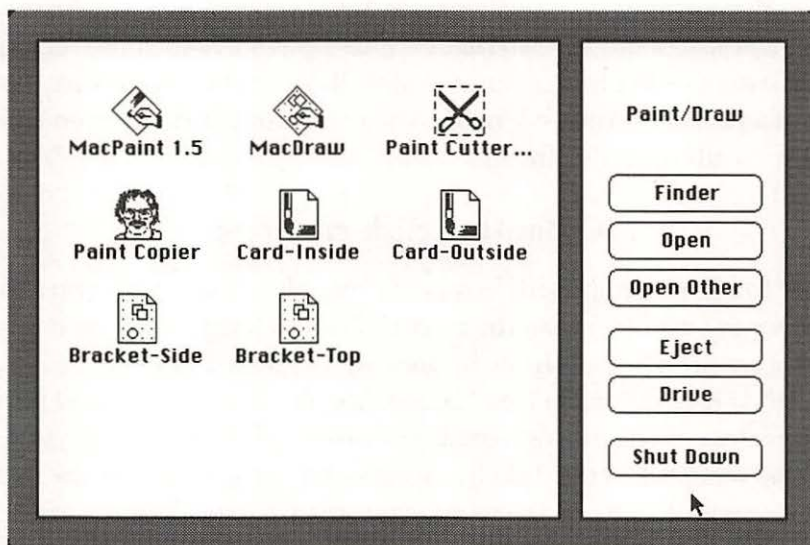 MacPaint 1.5
MacDraw
Paint Cutter...
Paint Copier
Card-Inside
Card-Outside
Bracket-Side
Bracket-Top
Paint/Draw
Finder
Open
Open Other
Eject
Drive
Shut Down